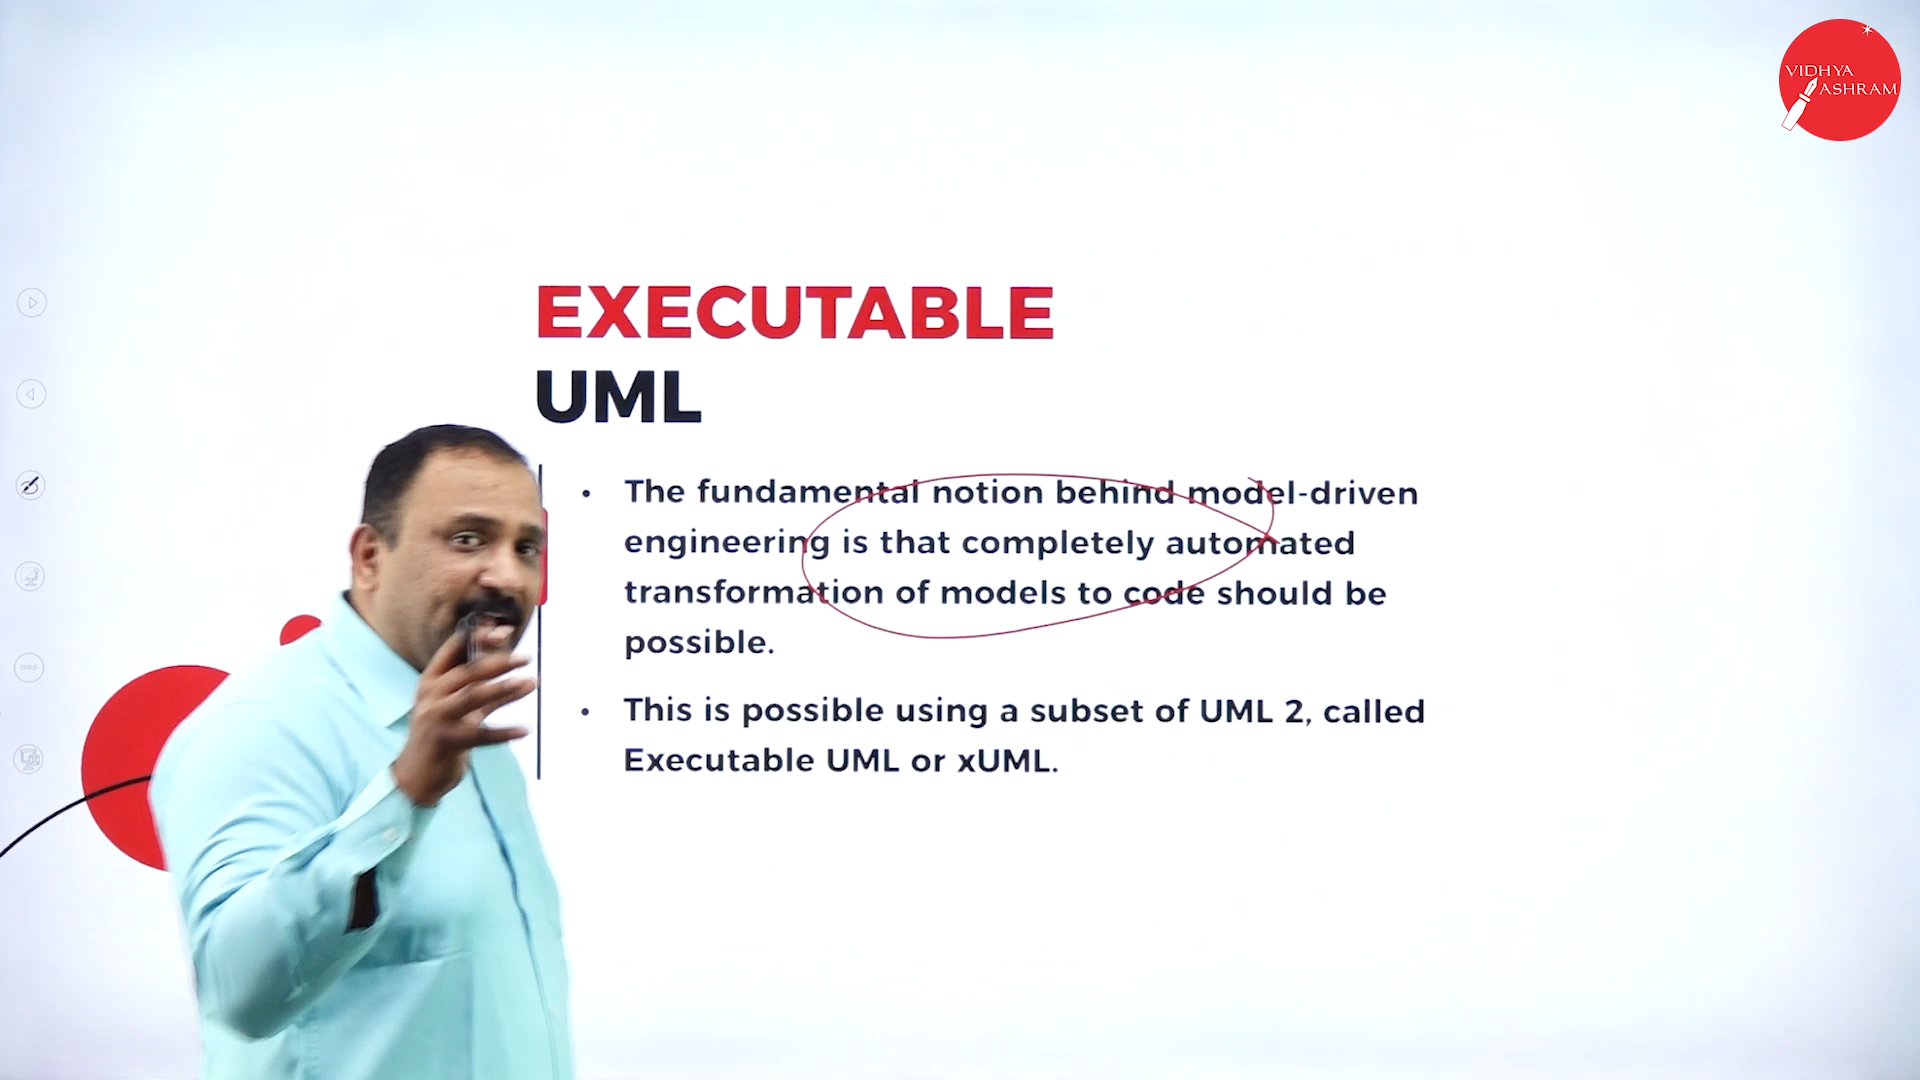 VIDHYA
ASHRAM
EXECUTABLE
UML
• The fundamental notion behind model-driven
engineering is that completely automated
transformation of models to code should be
possible.
• This is possible using a subset of UML 2, called
Executable UML or xUML.